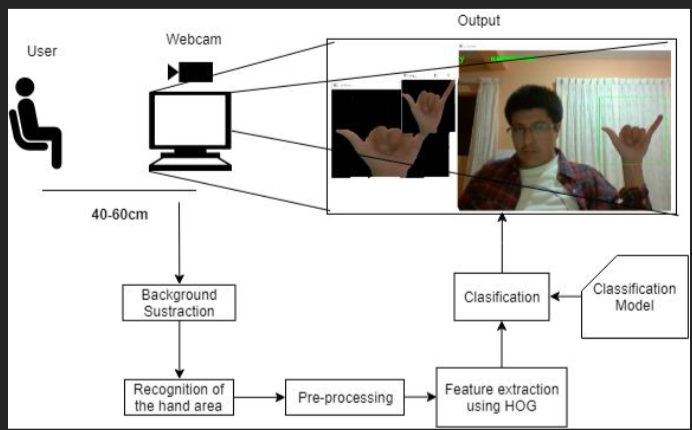 Output
User
Webcam
y
40-60cm
Background
Sustraction
Clasification
Classification
Model
Recognition of
the hand area
Pre-processing
Feature extraction
using HOG